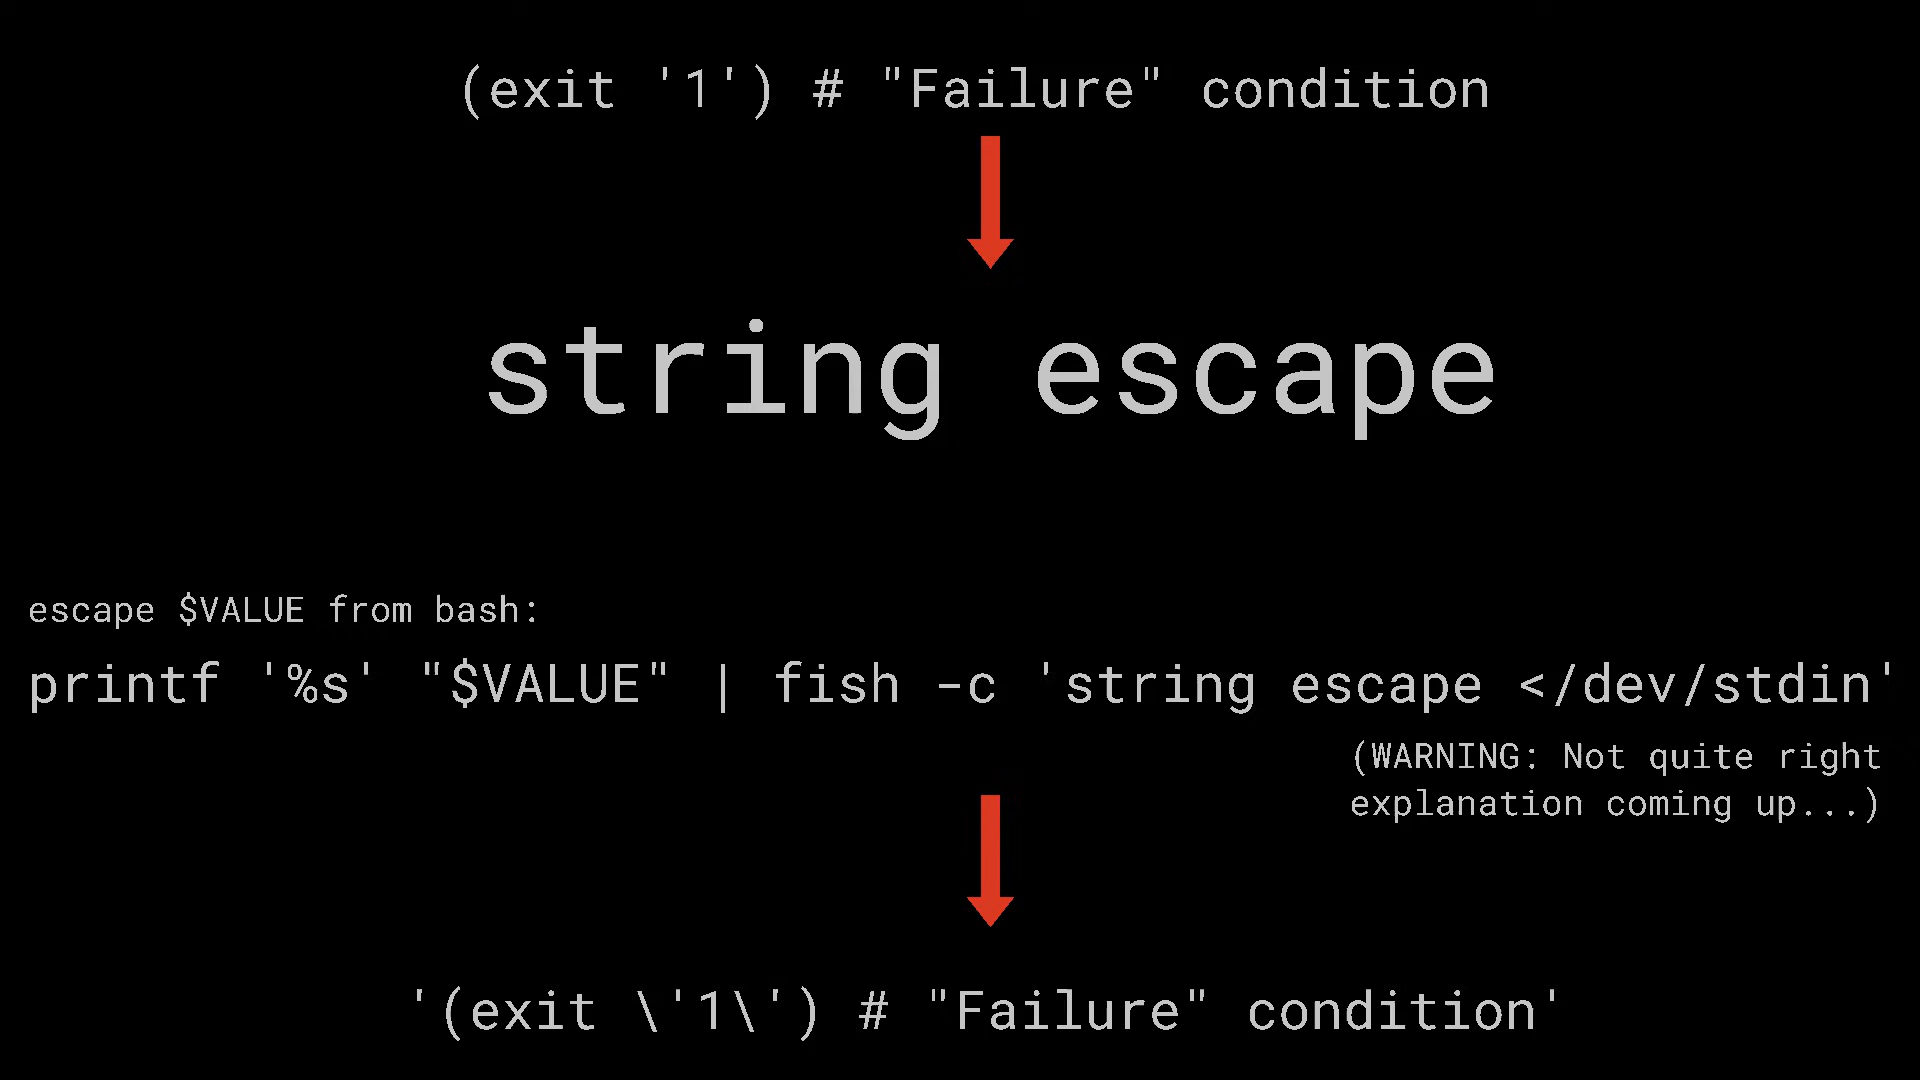 (exit '1') # "Failure" condition
string escape
escape $VALUE from bash:
printf '%s' "$VALUE" | fish -c 'string escape </dev/stdin'
(WARNING: Not quite right
explanation coming up...)
'(exit \'1\') # "Failure" condition'